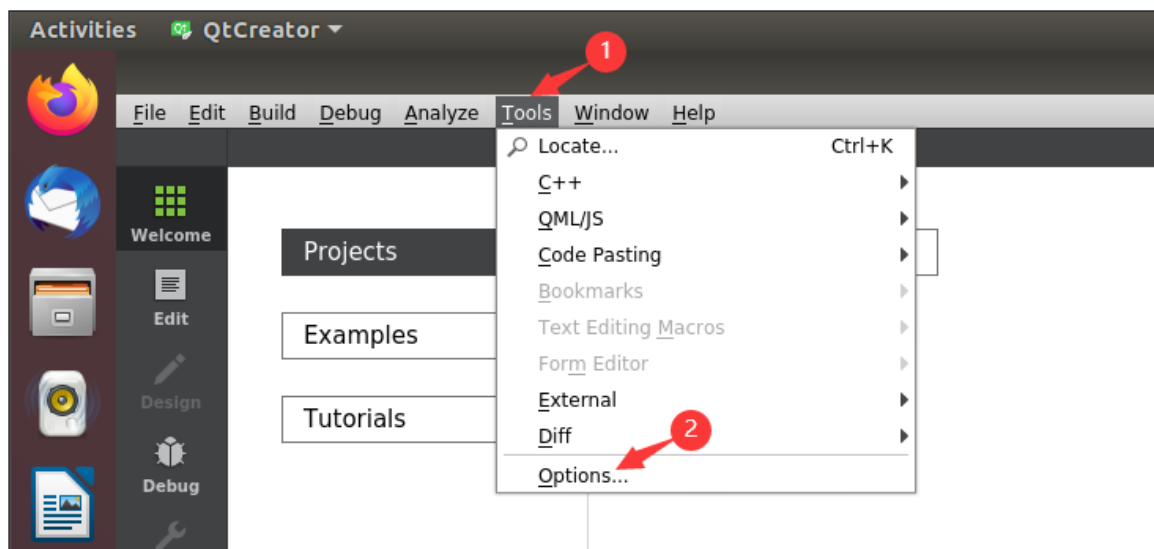 Activities QtCreator
1
File Edit Build Debug Analyze Tools Window Help
Locate... Ctrl+K
C++
QML/JS
Code Pasting
Bookmarks
Text Editing Macros
Form Editor
External
Diff
2
Options...
Welcome
Edit
Design
Debug
Projects
Examples
Tutorials